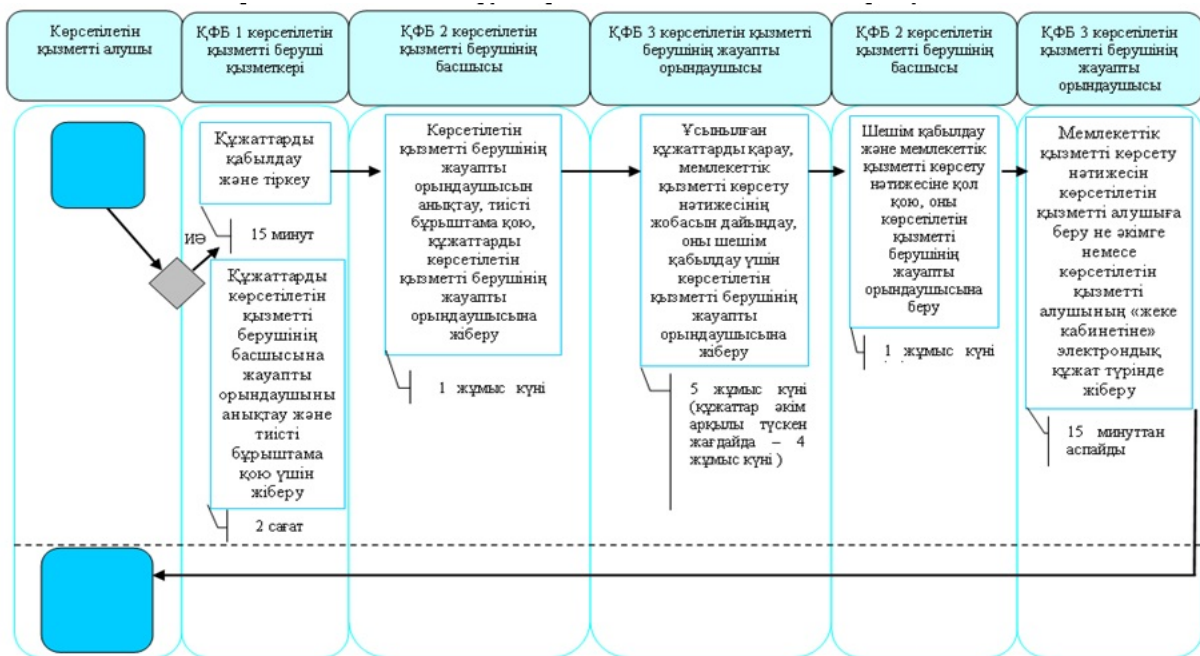 Көрсетілетін
қызметті алушы
ҚФБ 1 көрсетілетін
қызметті беруші
қызметкері
ҚФБ 2 көрсетілетін
қызметті берушінің
басшысы
ҚФБ 3 көрсетілетін қызметті
берушінің жауапты
орындаушысы
ҚФБ 2 көрсетілетін
қызметті берушінің
басшысы
ҚФБ 3 көрсетілетін
қызметті берушінің
жауапты
орындаушысы
Құжаттарды
қабылдау
және тіркеу
15 минут
ИӘ
Құжаттарды
көрсетілетін
қызметті
берушінің
басшысына
жауапты
орындаушыны
анықтау және
тиісті
бұрыштама
қою үшін
жіберу
2 сағат
Көрсетілетін
қызметті берушінің
жауапты
орындаушысын
анықтау, тиісті
бұрыштама қою,
құжаттарды
көрсетілетін
қызметті берушінің
жауапты
орындаушысына
жіберу
1 жұмыс күні
Ұсынылған
құжаттарды қарау,
мемлекеттік
қызметті көрсету
нәтижесінің
жобасын дайындау,
оны шешім
қабылдау үшін
көрсетілетін
қызметті берушінің
жауапты
орындаушысына
жіберу
5 жұмыс күні
(құжаттар әкім
арқылы түскен
жағдайда – 4
жұмыс күні )
Шешім қабылдау
және мемлекеттік
қызметті көрсету
нәтижесіне қол
қою, оны
көрсетілетін
қызметті
берушінің
жауапты
орындаушысына
беру
1 жұмыс күні
Мемлекеттік
қызметті көрсету
нәтижесін
көрсетілетін
қызметті алушыға
беру не әкімге
немесе
көрсетілетін
қызметті
алушының «жеке
кабинетіне»
электрондық
құжат түрінде
жіберу
15 минуттан
аспайды